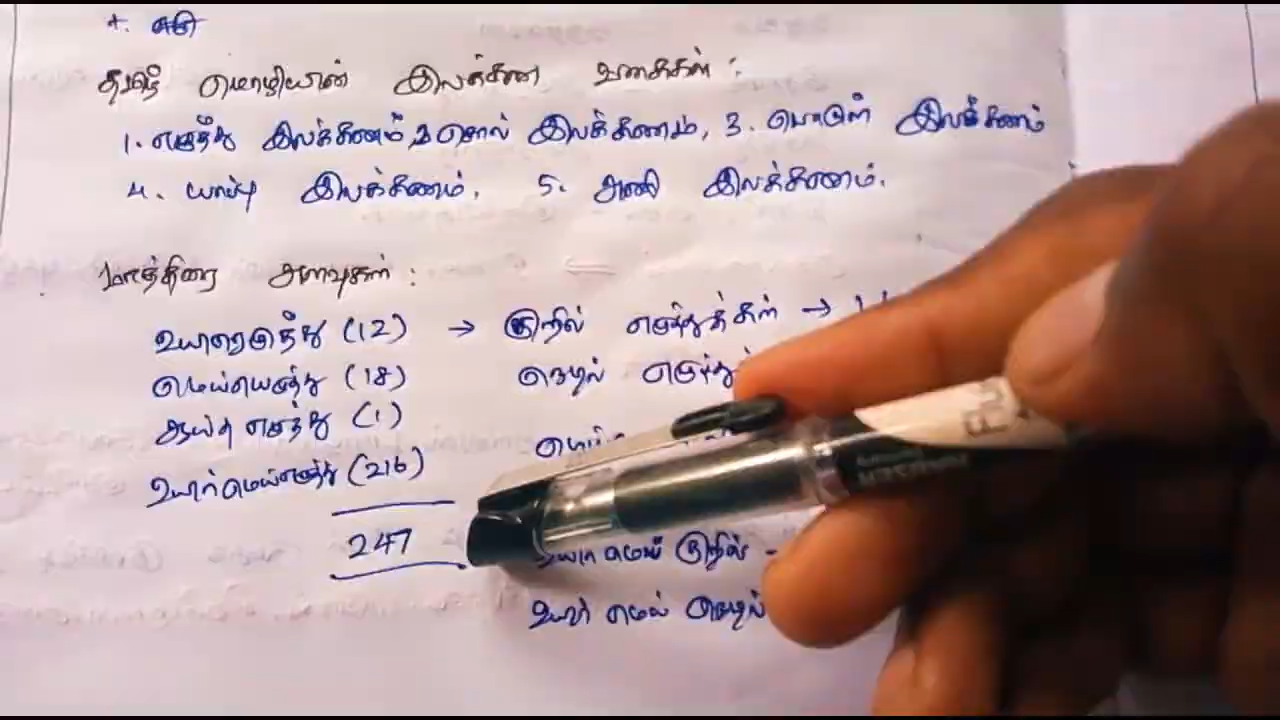 தமிழ் மொழியின் இலக்கண வகைகள் :
1. எழுத்து இலக்கணம், 2 சொல் இலக்கணம், 3. பொருள் இலக்கணம்
4. யாப்பு இலக்கணம், 5. அணி இலக்கணம்.
மாத்திரை அளவுகள் :
உயிரெழுத்து (12) → குறில் எழுத்துக்கள் →
மெய்யெழுத்து (18) நெடில் எழுத்துக்
ஆய்த எழுத்து (1)
உயிர்மெய்எழுத்து (216)
247
உயிர் மெய் குறில் -
உயிர் மெய் நெடில்